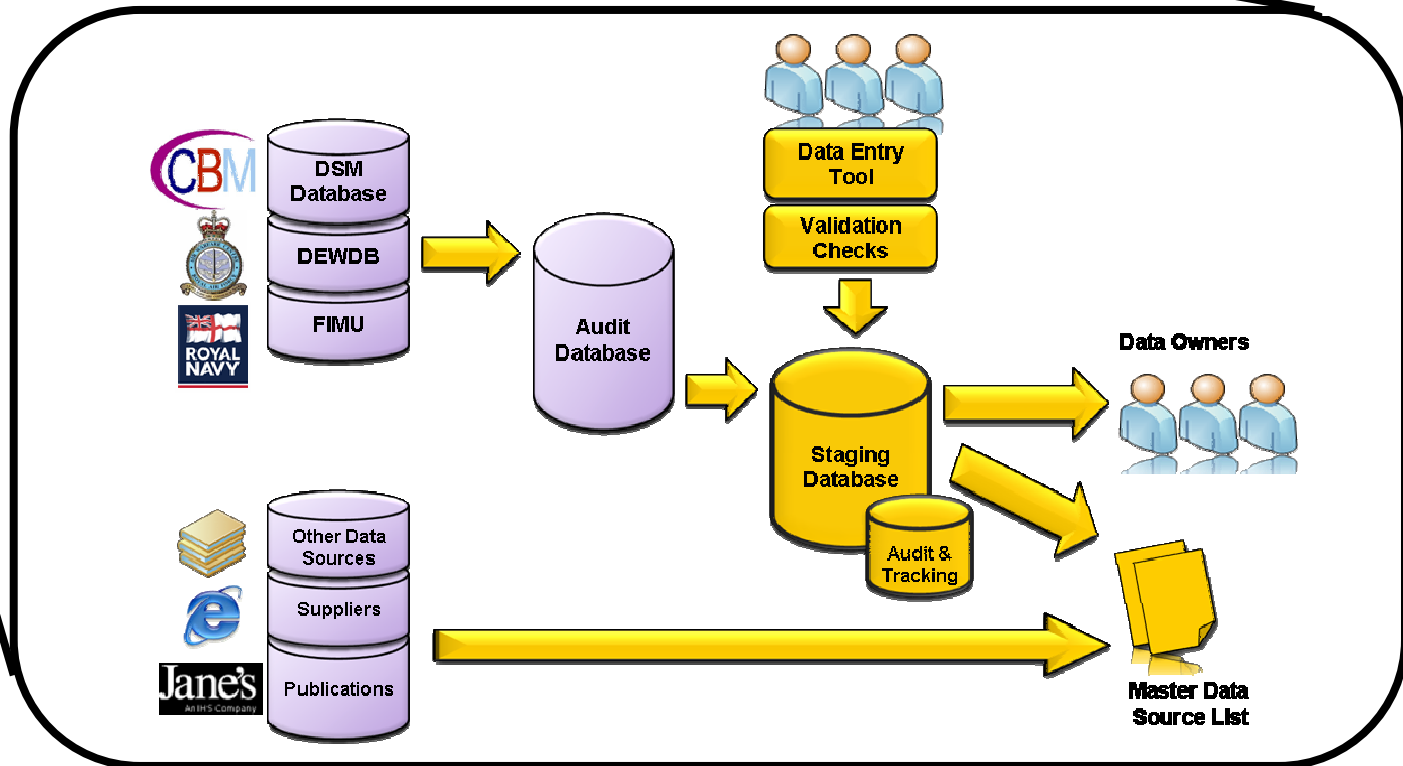 CBM
DSM
Database
DEWDB
FIMU
ROYAL
NAVY
Audit
Database
Data Entry
Tool
Validation
Checks
Staging
Database
Audit &
Tracking
Data Owners
Other Data
Sources
Suppliers
Publications
Jane's
An IHS Company
Master Data
Source List